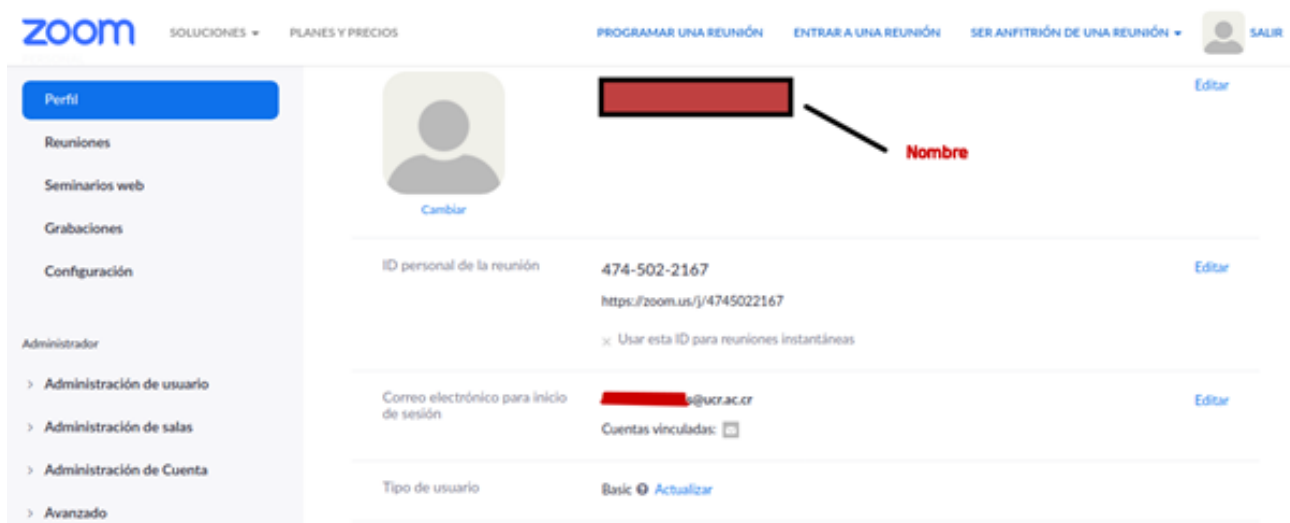 zoom SOLUCIONES PLANES Y PRECIOS PROGRAMAR UNA REUNIÓN ENTRAR A UNA REUNIÓN SER ANFITRIÓN DE UNA REUNIÓN SALIR
Perfil
Reuniones
Seminarios web
Grabaciones
Configuración
Administrador
Administración de usuario
Administración de salas
Administración de Cuenta
Avanzado
Cambiar
Editar
Nombre
ID personal de la reunión
474-502-2167
Editar
https://zoom.us/j/4745022167
× Usar esta ID para reuniones instantáneas
Correo electrónico para inicio
de sesión
s@ucr.ac.cr
Editar
Cuentas vinculadas:
Tipo de usuario
Basic Actualizar